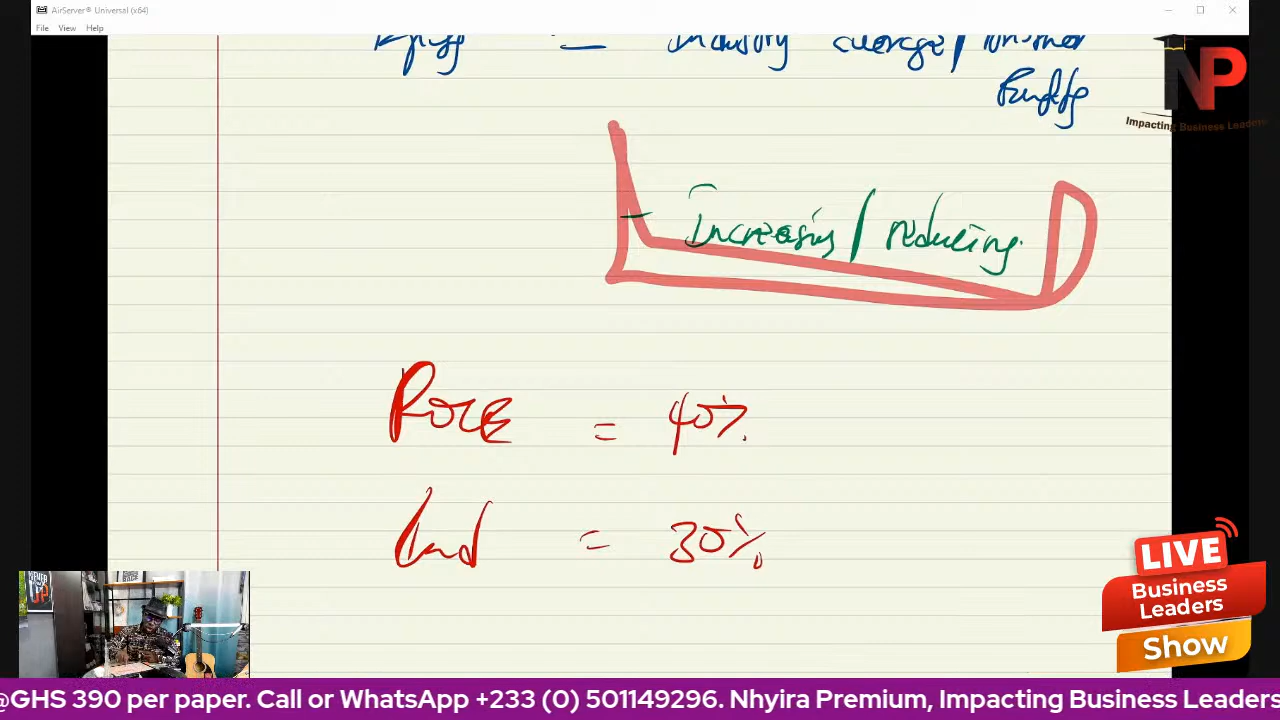 AirServer® Universal (x64)
File View Help
= Industry average/
NP
Impacting Business Leaders
- Increasing / reducing.
ROCE = 40%
Ind = 30%
LIVE
Business
Leaders
Show
@GHS 390 per paper. Call or WhatsApp +233 (0) 501149296. Nhyira Premium, Impacting Business Leaders